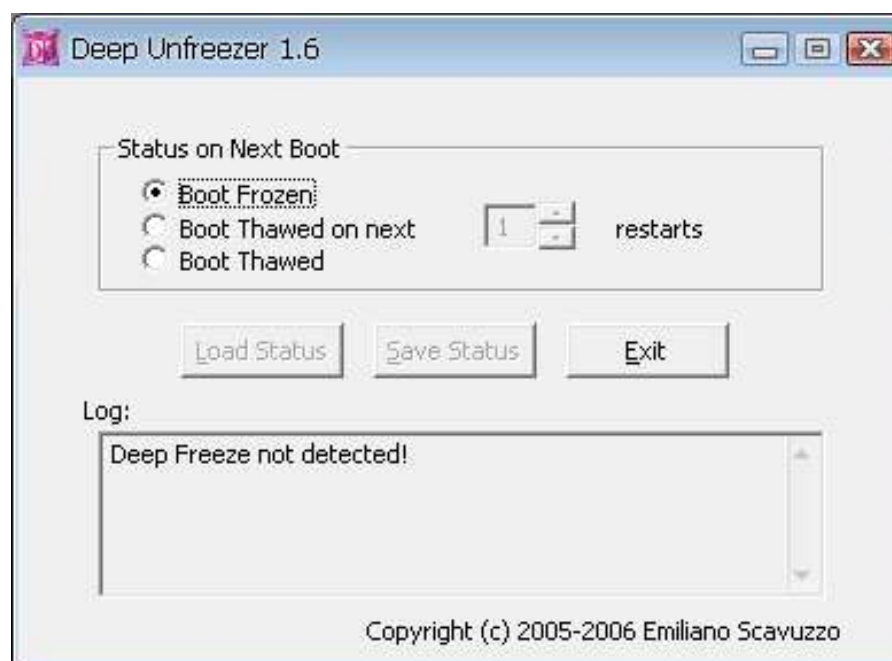 Deep Unfreezer 1.6
Status on Next Boot
Boot Frozen
Boot Thawed on next 1 restarts
Boot Thawed
Load Status Save Status Exit
Log:
Deep Freeze not detected!
Copyright (c) 2005-2006 Emiliano Scavuzzo